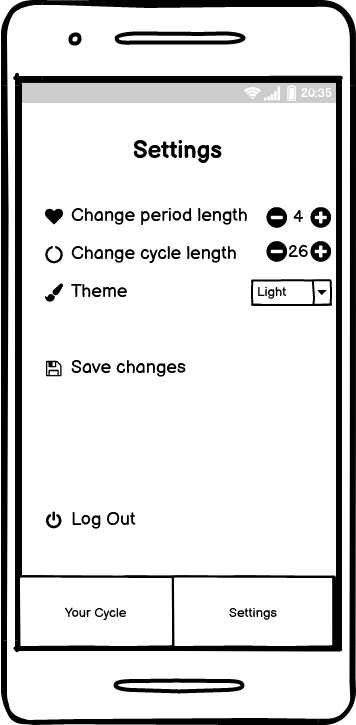 20:35
Settings
Change period length 4
Change cycle length 26
Theme Light
Save changes
Log Out
Your Cycle Settings